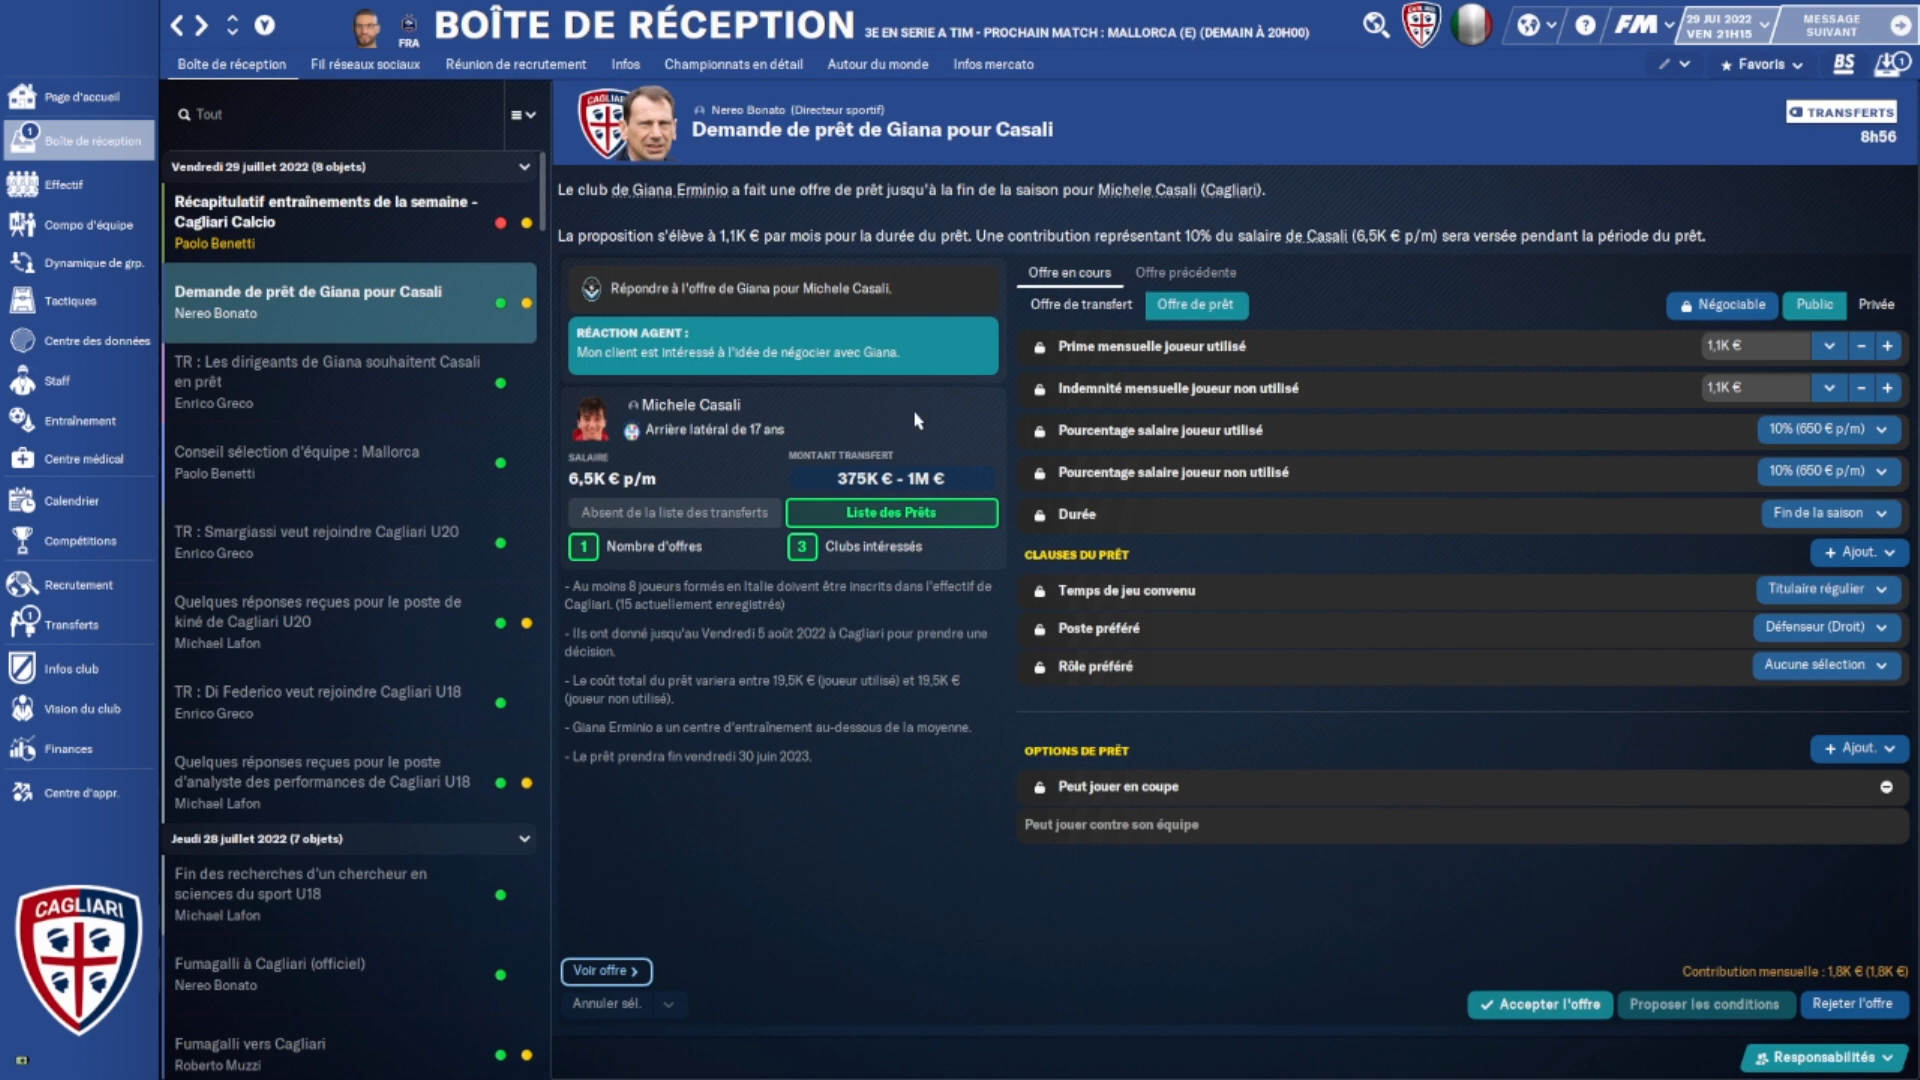 BOÎTE DE RÉCEPTION
3E EN SERIE A TIM - PROCHAIN MATCH : MALLORCA (E) (DEMAIN À 20H00)
FRA
FM
29 JUI 2022
VEN 21H15
MESSAGE
SUIVANT
Boîte de réception
Fil réseaux sociaux
Réunion de recrutement
Infos
Championnats en détail
Autour du monde
Infos mercato
Favoris
BS
1
Page d'accueil
1
Boîte de réception
Effectif
Compo d'équipe
Dynamique de grp.
Tactiques
Centre des données
Staff
Entraînement
Centre médical
Calendrier
Compétitions
Recrutement
1
Transferts
Infos club
Vision du club
Finances
Centre d'appr.
CAGLIARI
Tout
Vendredi 29 juillet 2022 (8 objets)
Récapitulatif entraînements de la semaine -
Cagliari Calcio
Paolo Benetti
Demande de prêt de Giana pour Casali
Nereo Bonato
TR : Les dirigeants de Giana souhaitent Casali
en prêt
Enrico Greco
Conseil sélection d'équipe : Mallorca
Paolo Benetti
TR : Smargiassi veut rejoindre Cagliari U20
Enrico Greco
Quelques réponses reçues pour le poste de
kiné de Cagliari U20
Michael Lafon
TR : Di Federico veut rejoindre Cagliari U18
Enrico Greco
Quelques réponses reçues pour le poste
d'analyste des performances de Cagliari U18
Michael Lafon
Jeudi 28 juillet 2022 (7 objets)
Fin des recherches d'un chercheur en
sciences du sport U18
Michael Lafon
Fumagalli à Cagliari (officiel)
Nereo Bonato
Fumagalli vers Cagliari
Roberto Muzzi
CAGLIARI
Nereo Bonato (Directeur sportif)
Demande de prêt de Giana pour Casali
TRANSFERTS
8h56
Le club de Giana Erminio a fait une offre de prêt jusqu'à la fin de la saison pour Michele Casali (Cagliari).
La proposition s'élève à 1,1K € par mois pour la durée du prêt. Une contribution représentant 10% du salaire de Casali (6,5K € p/m) sera versée pendant la période du prêt.
Répondre à l'offre de Giana pour Michele Casali.
RÉACTION AGENT :
Mon client est intéressé à l'idée de négocier avec Giana.
Michele Casali
Arrière latéral de 17 ans
SALAIRE
6,5K € p/m
MONTANT TRANSFERT
375K € - 1M €
Absent de la liste des transferts
Liste des Prêts
1 Nombre d'offres
3 Clubs intéressés
- Au moins 8 joueurs formés en Italie doivent être inscrits dans l'effectif de
Cagliari. (15 actuellement enregistrés)
- Ils ont donné jusqu'au Vendredi 5 août 2022 à Cagliari pour prendre une
décision.
- Le coût total du prêt variera entre 19,5K € (joueur utilisé) et 19,5K €
(joueur non utilisé).
- Giana Erminio a un centre d'entraînement au-dessous de la moyenne.
- Le prêt prendra fin vendredi 30 juin 2023.
Voir offre
Annuler sél.
Offre en cours
Offre précédente
Offre de transfert
Offre de prêt
Négociable
Public
Privée
Prime mensuelle joueur utilisé 1,1K € - +
Indemnité mensuelle joueur non utilisé 1,1K € - +
Pourcentage salaire joueur utilisé 10% (650 € p/m)
Pourcentage salaire joueur non utilisé 10% (650 € p/m)
Durée Fin de la saison
CLAUSES DU PRÊT + Ajout.
Temps de jeu convenu Titulaire régulier
Poste préféré Défenseur (Droit)
Rôle préféré Aucune sélection
OPTIONS DE PRÊT + Ajout.
Peut jouer en coupe
Peut jouer contre son équipe
Contribution mensuelle : 1,8K € (1,8K €)
Accepter l'offre
Proposer les conditions
Rejeter l'offre
Responsabilités